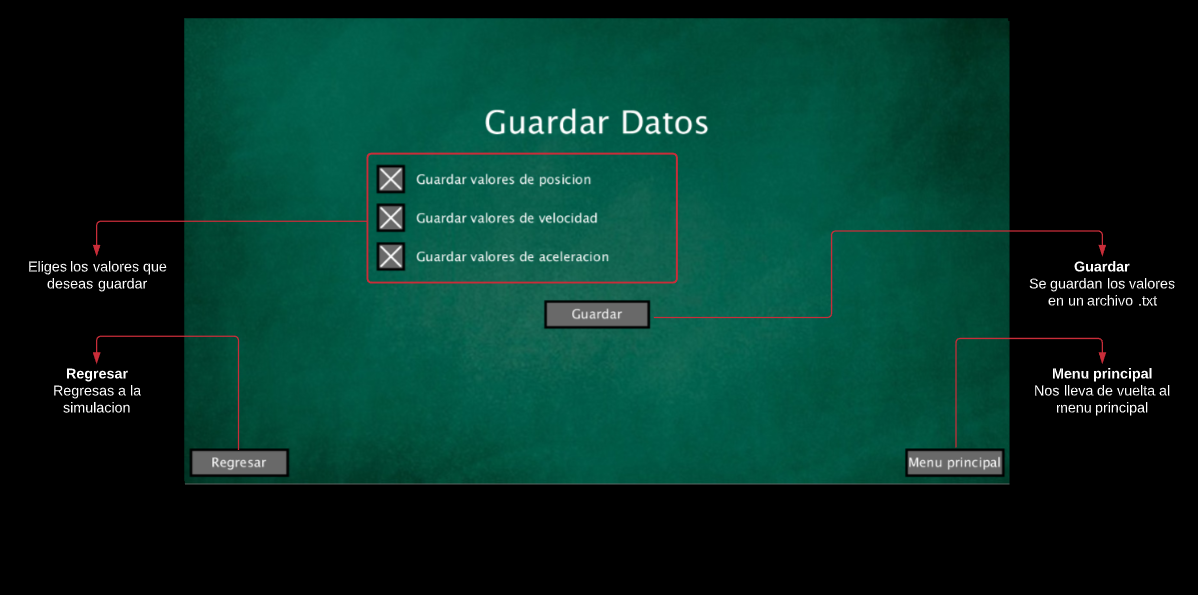 Guardar Datos
Guardar valores de posicion
Guardar valores de velocidad
Guardar valores de aceleracion
Guardar
Eliges los valores que
deseas guardar
Guardar
Se guardan los valores
en un archivo .txt
Regresar
Regresas a la
simulacion
Menu principal
Nos lleva de vuelta al
menu principal
Regresar
Menu principal